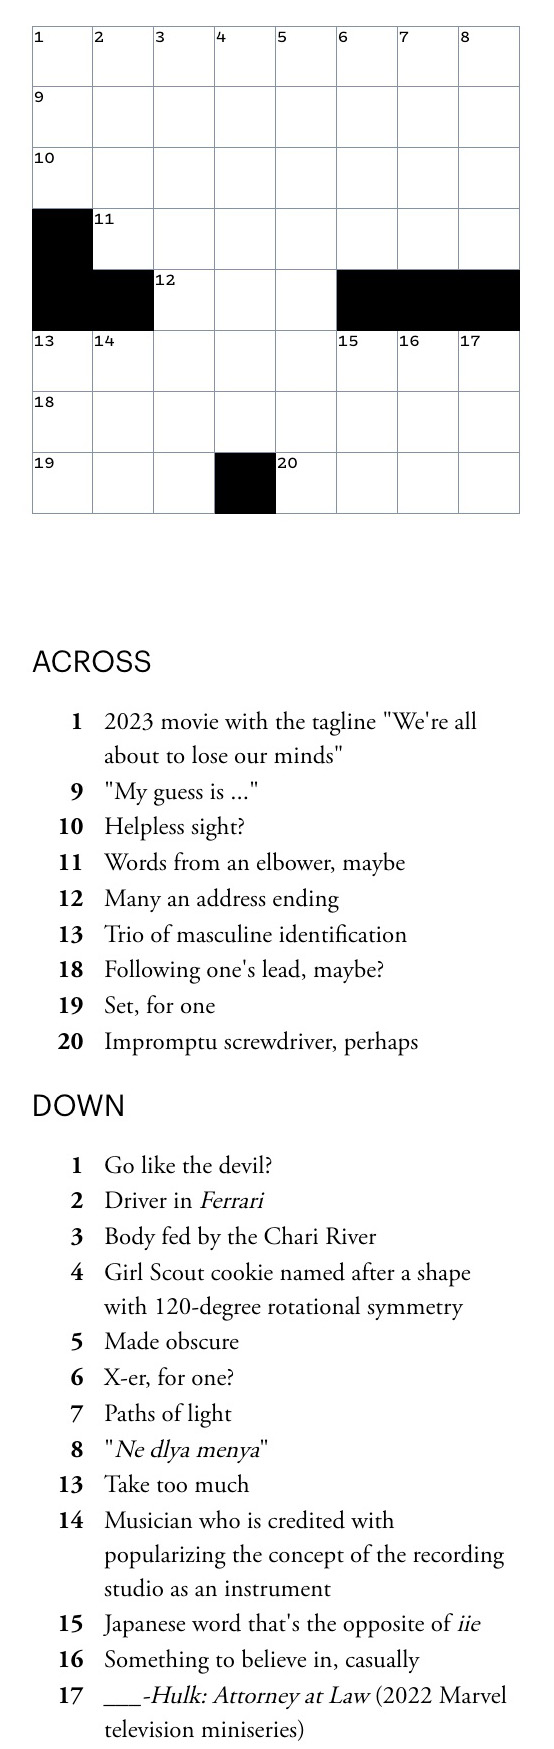 1 2 3 4 5 6 7 8
9
10
11
12
13 14 15 16 17
18
19 20
ACROSS
1 2023 movie with the tagline "We're all
about to lose our minds"
9 "My guess is ..."
10 Helpless sight?
11 Words from an elbower, maybe
12 Many an address ending
13 Trio of masculine identification
18 Following one's lead, maybe?
19 Set, for one
20 Impromptu screwdriver, perhaps
DOWN
1 Go like the devil?
2 Driver in Ferrari
3 Body fed by the Chari River
4 Girl Scout cookie named after a shape
with 120-degree rotational symmetry
5 Made obscure
6 X-er, for one?
7 Paths of light
8 "Ne dlya menya"
13 Take too much
14 Musician who is credited with
popularizing the concept of the recording
studio as an instrument
15 Japanese word that's the opposite of iie
16 Something to believe in, casually
17 ___-Hulk: Attorney at Law (2022 Marvel
television miniseries)